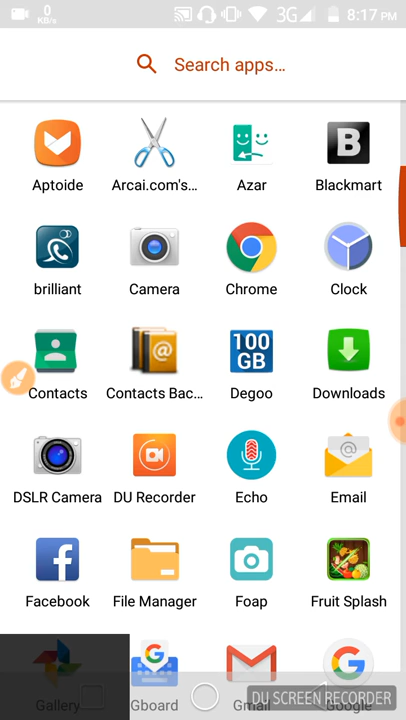 0
KB/s
3G
8:17 PM
Search apps...
Aptoide
Arcai.com's...
Azar
B
Blackmart
brilliant
Camera
Chrome
Clock
Contacts
@
Contacts Bac...
100
GB
Degoo
Downloads
DSLR Camera
DU Recorder
Echo
@
Email
f
Facebook
File Manager
Foap
Fruit Splash
Gallery
G
Gboard
Gmail
G
Google
DU SCREEN RECORDER